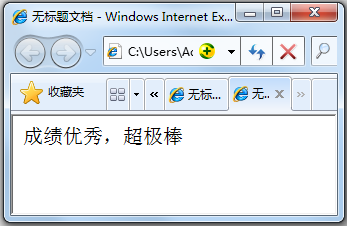 无标题文档 - Windows Internet Ex...
C:\Users\Ac
收藏夹
无标...
无...
成绩优秀，超极棒